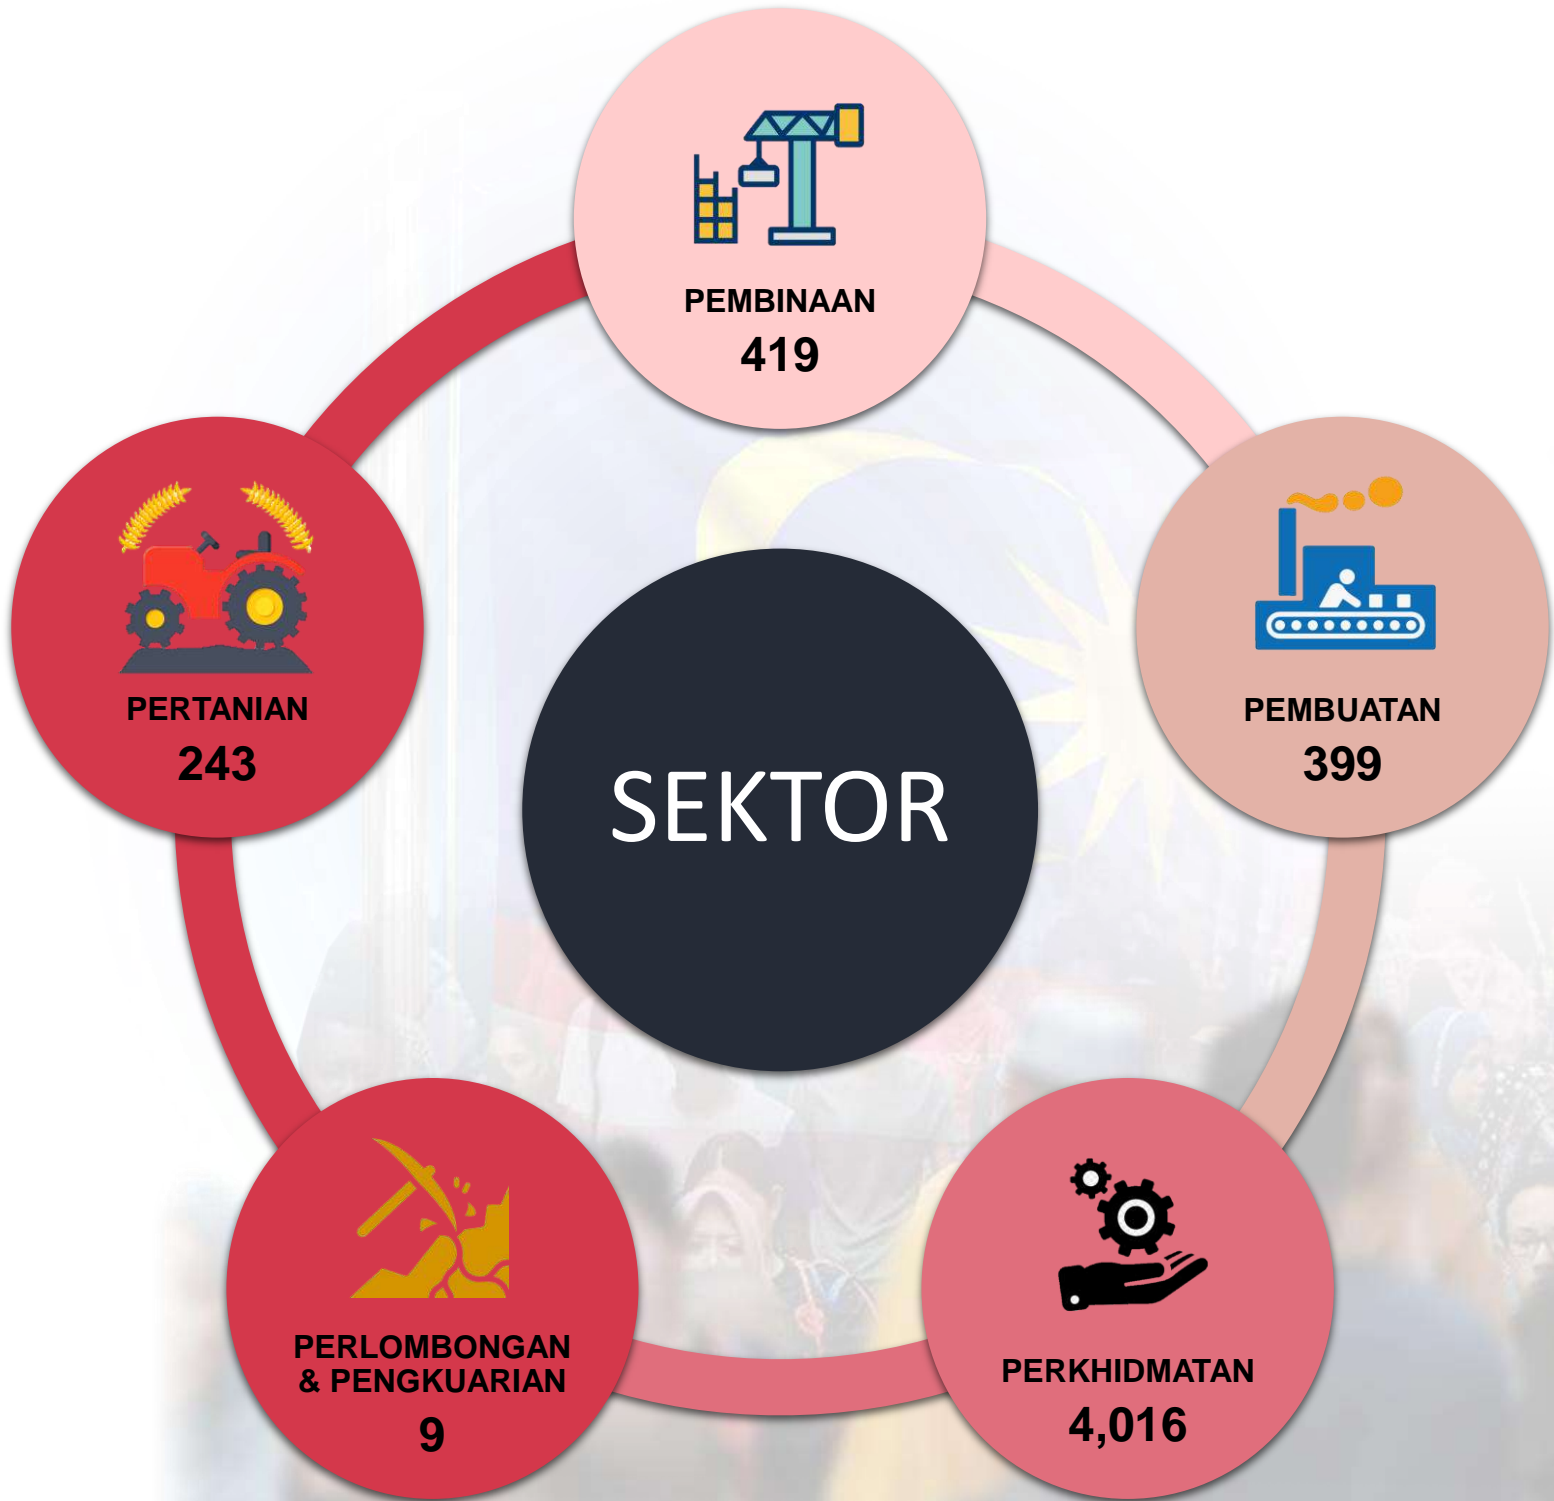 PEMBINAAN
419
PEMBUATAN
399
PERKHIDMATAN
4,016
PERLOMBONGAN
& PENGKUARIAN
9
PERTANIAN
243
SEKTOR